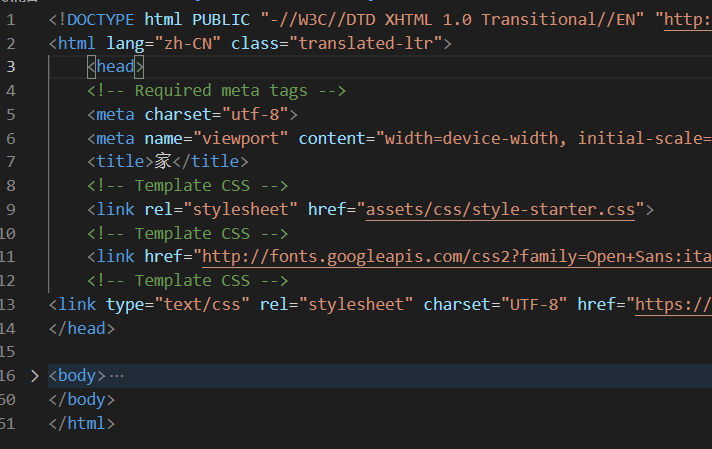 1 <!DOCTYPE html PUBLIC "-//W3C//DTD XHTML 1.0 Transitional//EN" "http:
2 <html lang="zh-CN" class="translated-ltr">
3 <head>
4 <!-- Required meta tags -->
5 <meta charset="utf-8">
6 <meta name="viewport" content="width=device-width, initial-scale=
7 <title>家</title>
8 <!-- Template CSS -->
9 <link rel="stylesheet" href="assets/css/style-starter.css">
10 <!-- Template CSS -->
11 <link href="http://fonts.googleapis.com/css2?family=Open+Sans:ita
12 <!-- Template CSS -->
13 <link type="text/css" rel="stylesheet" charset="UTF-8" href="https://
14 </head>
15
16 <body>…
60 </body>
61 </html>